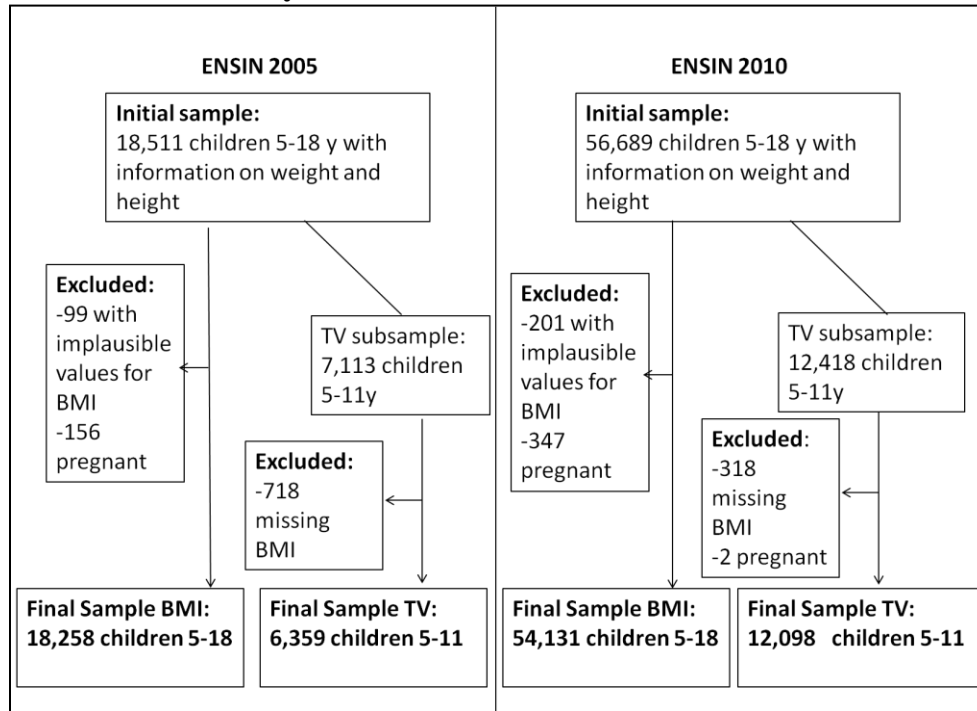 ENSIN 2005
Initial sample:
18,511 children 5-18 y with
information on weight and
height
Excluded:
-99 with
implausible
values for
BMI
-156
pregnant
TV subsample:
7,113 children
5-11y
Excluded:
-718
missing
BMI
Final Sample BMI:
18,258 children 5-18
Final Sample TV:
6,359 children 5-11
ENSIN 2010
Initial sample:
56,689 children 5-18 y with
information on weight and
height
Excluded:
-201 with
implausible
values for
BMI
-347
pregnant
TV subsample:
12,418 children
5-11y
Excluded:
-318
missing
BMI
-2 pregnant
Final Sample BMI:
54,131 children 5-18
Final Sample TV:
12,098 children 5-11